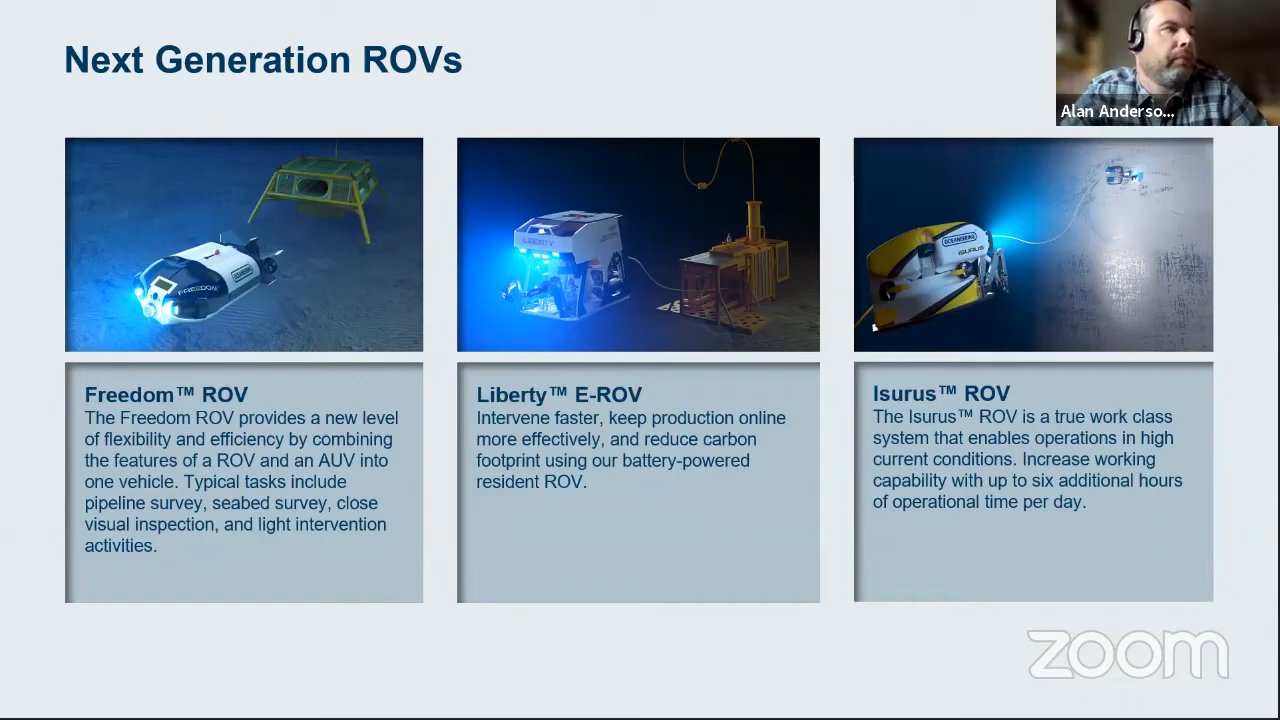 Next Generation ROVs
Alan Anderso...
OCEANEERING
FREEDOM
LIBERTY
OCEANEERING
ISURUS
Freedom™ ROV
The Freedom ROV provides a new level
of flexibility and efficiency by combining
the features of a ROV and an AUV into
one vehicle. Typical tasks include
pipeline survey, seabed survey, close
visual inspection, and light intervention
activities.
Liberty™ E-ROV
Intervene faster, keep production online
more effectively, and reduce carbon
footprint using our battery-powered
resident ROV.
Isurus™ ROV
The Isurus™ ROV is a true work class
system that enables operations in high
current conditions. Increase working
capability with up to six additional hours
of operational time per day.
zoom